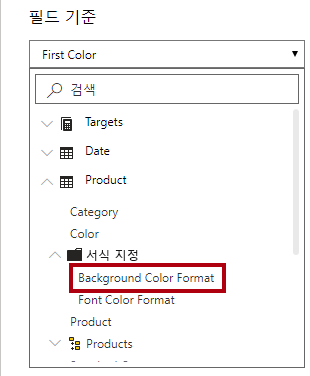 필드 기준
First Color
검색
Targets
Date
Product
Category
Color
서식 지정
Background Color Format
Font Color Format
Product
Products